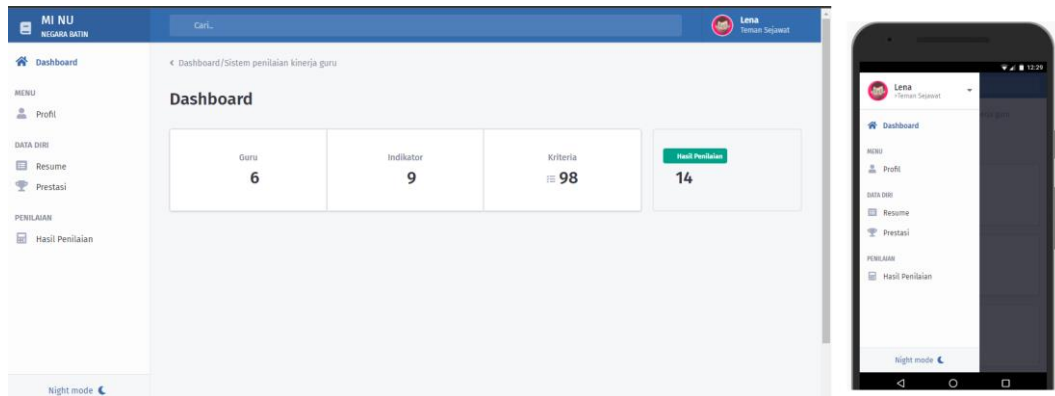 MI NU
NEGARA BATIN
Cari..
Lena
Teman Sejawat
Dashboard
MENU
Profil
DATA DIRI
Resume
Prestasi
PENILAIAN
Hasil Penilaian
Night mode
< Dashboard/Sistem penilaian kinerja guru
Dashboard
Guru
6
Indikator
9
Kriteria
98
Hasil Penilaian
14
12:29
Lena
Teman Sejawat
Dashboard
MENU
Profil
DATA DIRI
Resume
Prestasi
PENILAIAN
Hasil Penilaian
Night mode